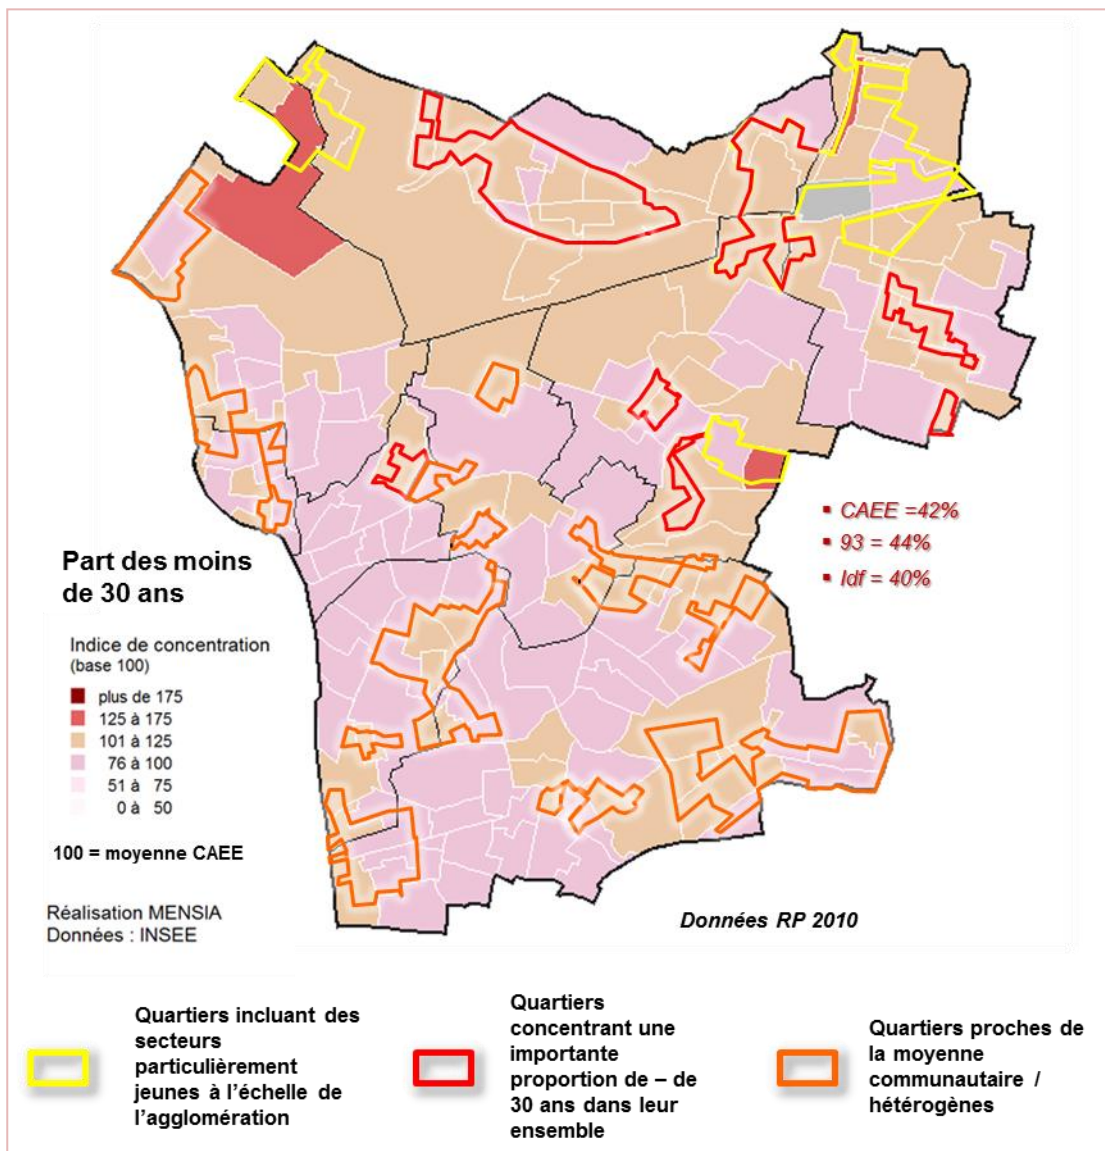 ▪ CAEE =42%
▪ 93 = 44%
▪ Idf = 40%
Part des moins
de 30 ans
Indice de concentration
(base 100)
plus de 175
125 à 175
101 à 125
76 à 100
51 à 75
0 à 50
100 = moyenne CAEE
Réalisation MENSIA
Données : INSEE
Données RP 2010
Quartiers incluant des
secteurs
particulièrement
jeunes à l'échelle de
l'agglomération
Quartiers
concentrant une
importante
proportion de – de
30 ans dans leur
ensemble
Quartiers proches de
la moyenne
communautaire /
hétérogènes